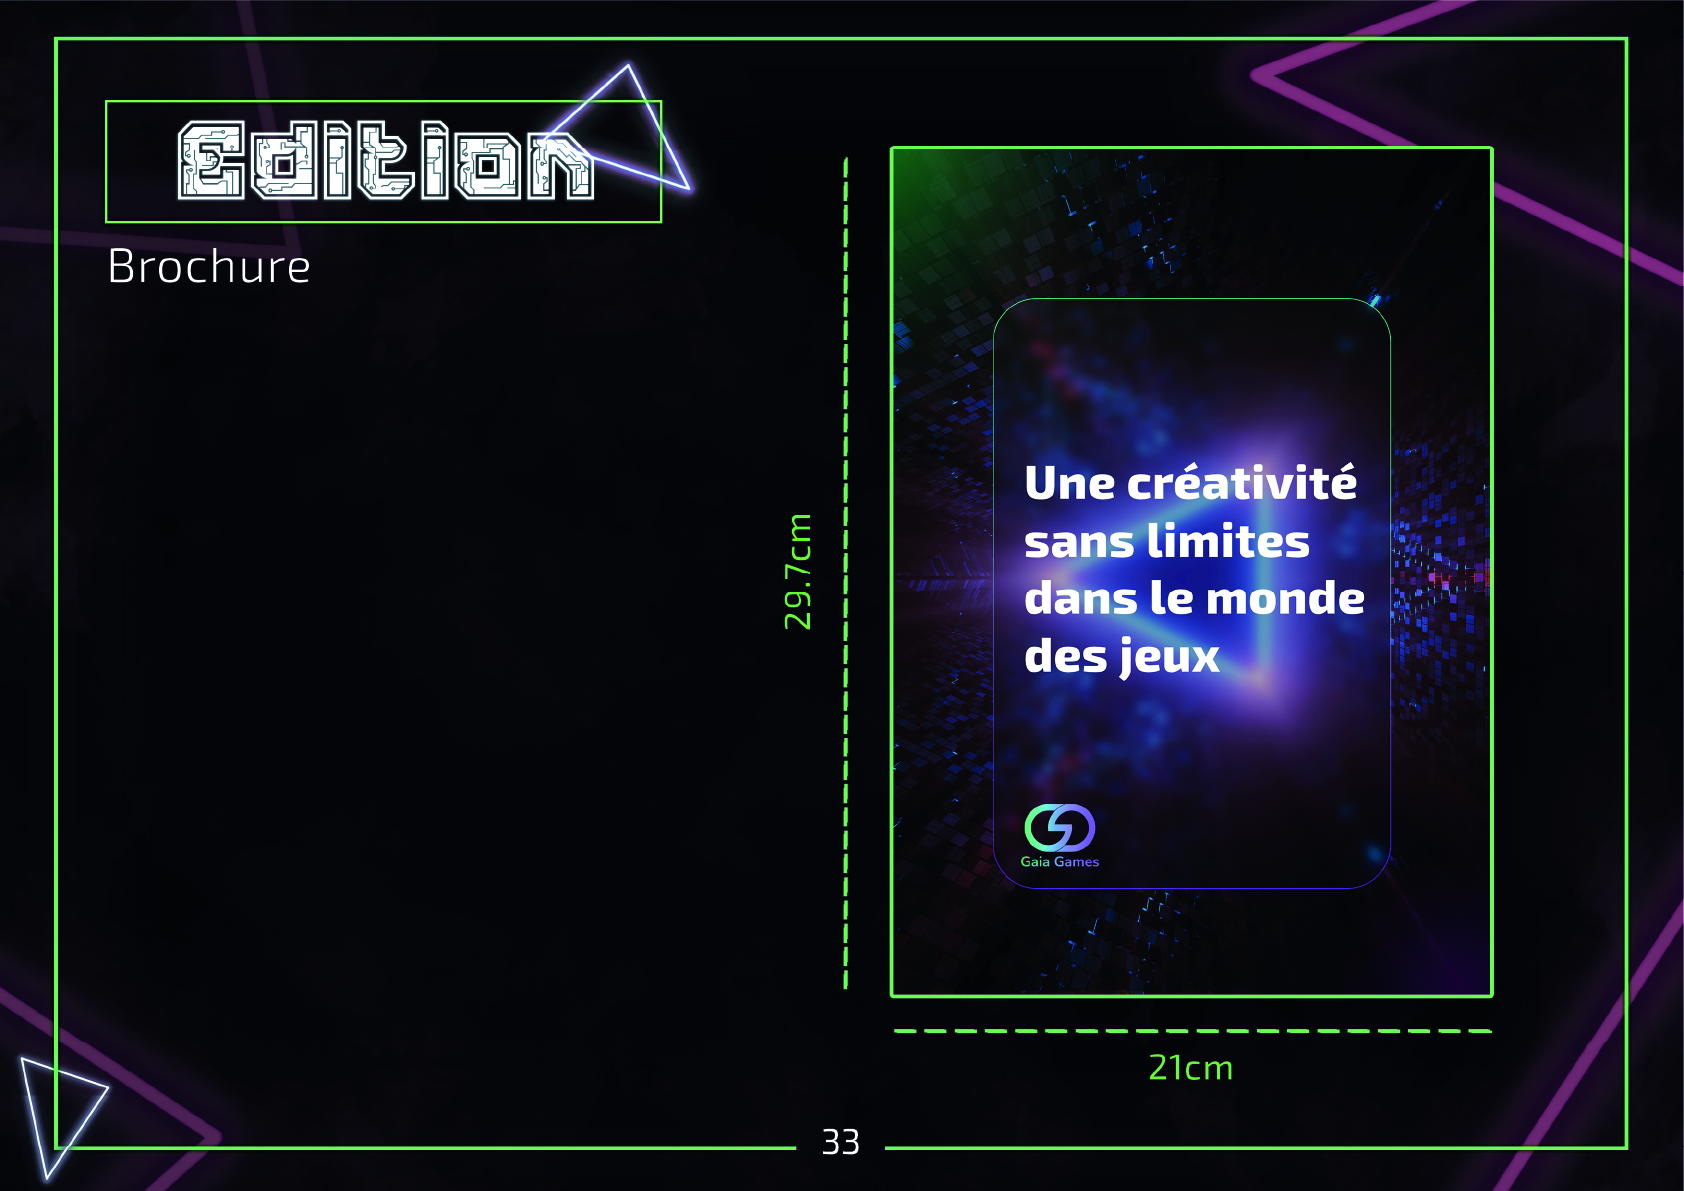 Edition
Brochure
29.7cm
Une créativité
sans limites
dans le monde
des jeux
Gaia Games
21cm
33